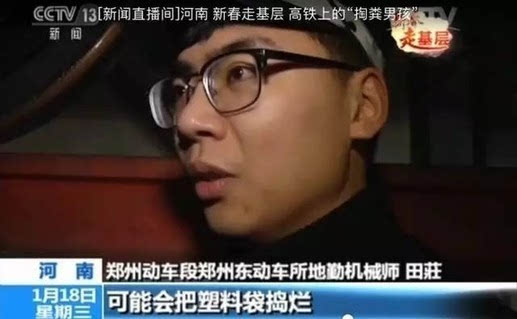 CCTV 13
新闻
[新闻直播间]河南 新春走基层 高铁上的“掏粪男孩”
走基层
河南
郑州动车段郑州东动车所地勤机械师 田莊
1月18日
星期三
可能会把塑料袋捣烂